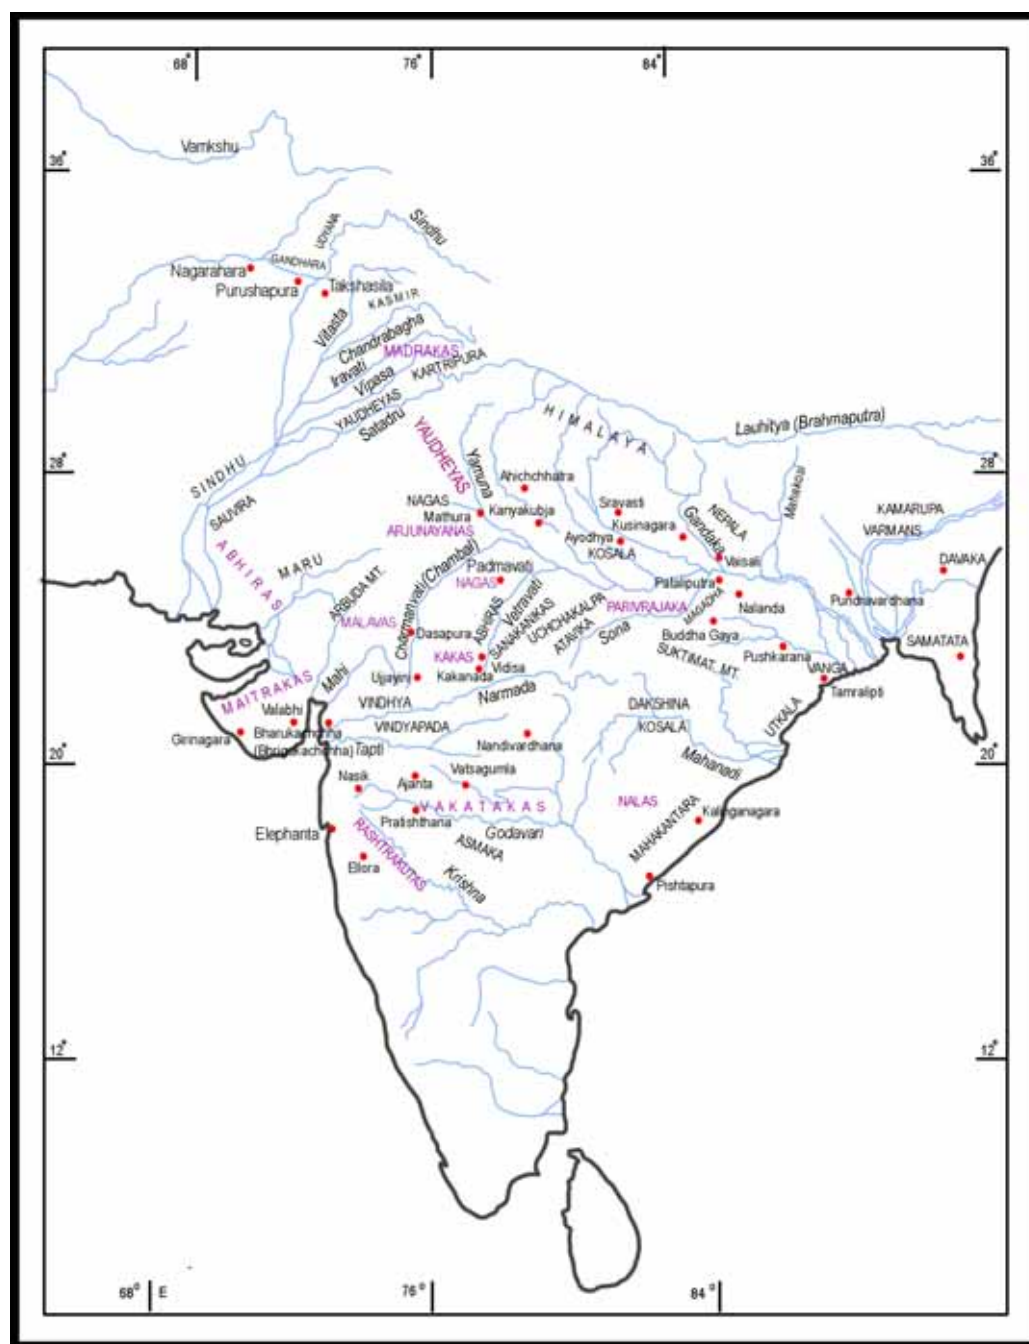 68°
76°
84°
Vamkshu
36°
36°
UDYANA
Sindhu
GANDHARA
Nagarahara
Purushapura
Takshasila
KASMIR
Vitasta
Chandrabagha
MADRAKAS
Iravati
Vipasa
KARTRIPURA
YAUDHEYAS
Satadru
HIMALAYA
Lauhitya (Brahmaputra)
YAUDHEYAS
Yamuna
28°
28°
SINDHU
Ahichchhatra
Mahakosi
SAUVIRA
NAGAS
Mathura
Kanyakubja
Sravasti
Kusinagara
Gandaka
NEPALA
KAMARUPA
VARMANS
ARJUNAYANAS
Ayodhya
KOSALA
Vaisali
DAVAKA
ABHIRAS
MARU
ARBUDA MT.
Charmanvati(Chambal)
Padmavati
NAGAS
Pataliputra
PARIVRAJAKA
MAGADHA
Nalanda
Pundravardhana
MALAVAS
Dasapura
ABHIRAS
Vetravati
SANAKANIKAS
UCHCHAKALPA
ATAVIKA
Sona
Buddha Gaya
SUKTIMAT. MT.
Pushkarana
SAMATATA
KAKAS
Vidisa
Kakanada
Mahi
Ujjayini
VANGA
Tamralipti
MAITRAKAS
Narmada
VINDHYA
DAKSHINA
KOSALA
UTKALA
Valabhi
Girinagara
Bharukachchha
(Bhrigukachchha)
Tapti
VINDYAPADA
Nandivardhana
Mahanadi
20°
20°
Nasik
Ajanta
Vatsagumla
VAKATAKAS
NALAS
Pratishthana
Godavari
MAHAKANTARA
Kalinganagara
Elephanta
RASHTRAKUTAS
ASMAKA
Ellora
Krishna
Pishtapura
12°
12°
68° E
76°
84°